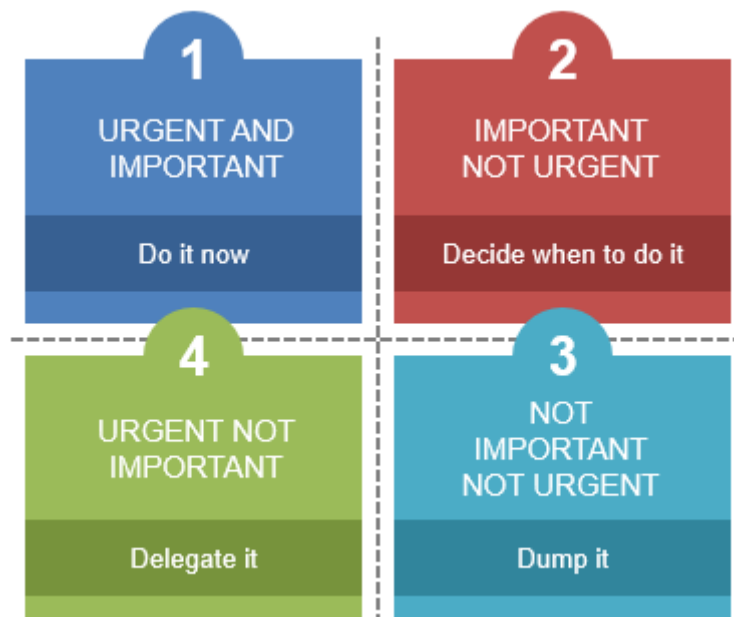 1
URGENT AND
IMPORTANT
Do it now
2
IMPORTANT
NOT URGENT
Decide when to do it
4
URGENT NOT
IMPORTANT
Delegate it
3
NOT
IMPORTANT
NOT URGENT
Dump it